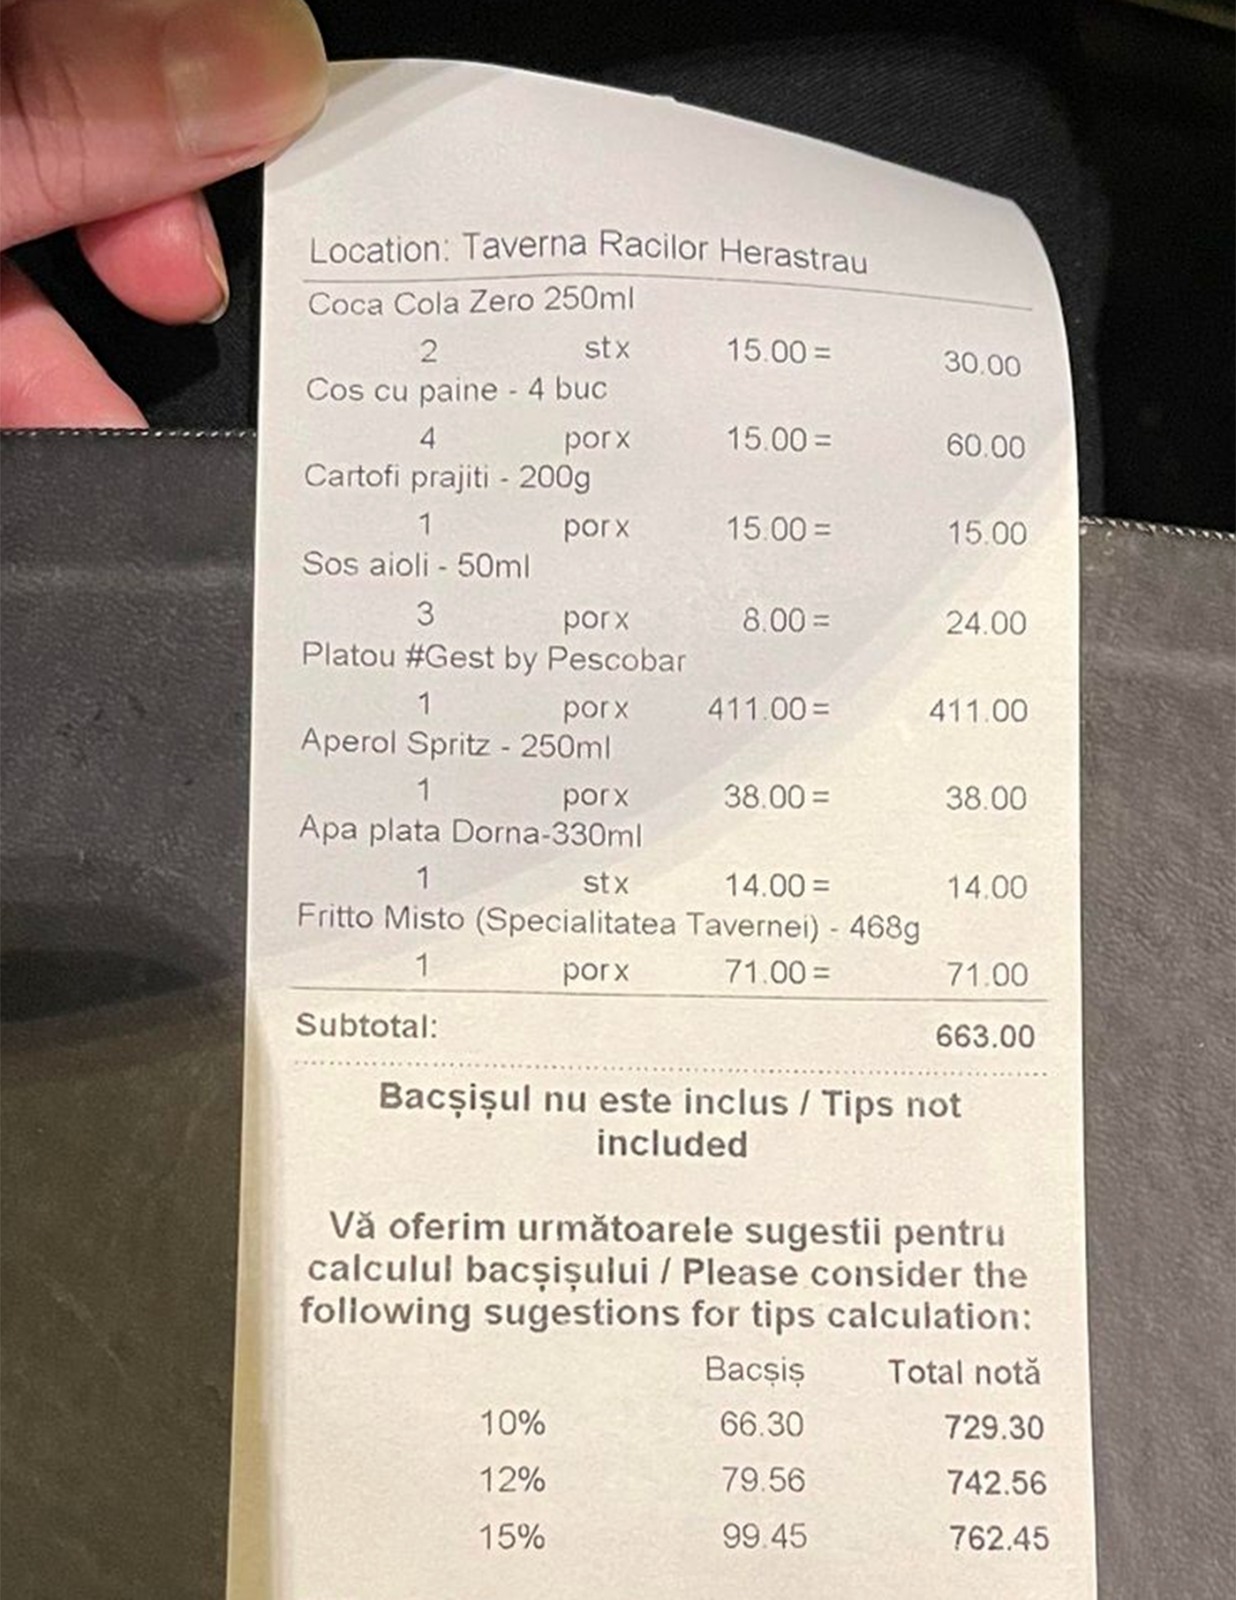 Location: Taverna Racilor Herastrau
Coca Cola Zero 250ml
2 st x 15.00 = 30.00
Cos cu paine - 4 buc
4 por x 15.00 = 60.00
Cartofi prajiti - 200g
1 por x 15.00 = 15.00
Sos aioli - 50ml
3 por x 8.00 = 24.00
Platou #Gest by Pescobar
1 por x 411.00 = 411.00
Aperol Spritz - 250ml
1 por x 38.00 = 38.00
Apa plata Dorna-330ml
1 st x 14.00 = 14.00
Fritto Misto (Specialitatea Tavernei) - 468g
1 por x 71.00 = 71.00
Subtotal: 663.00
Bacșișul nu este inclus / Tips not
included
Vă oferim următoarele sugestii pentru
calculul bacșișului / Please consider the
following sugestions for tips calculation:
Bacșiș Total notă
10% 66.30 729.30
12% 79.56 742.56
15% 99.45 762.45